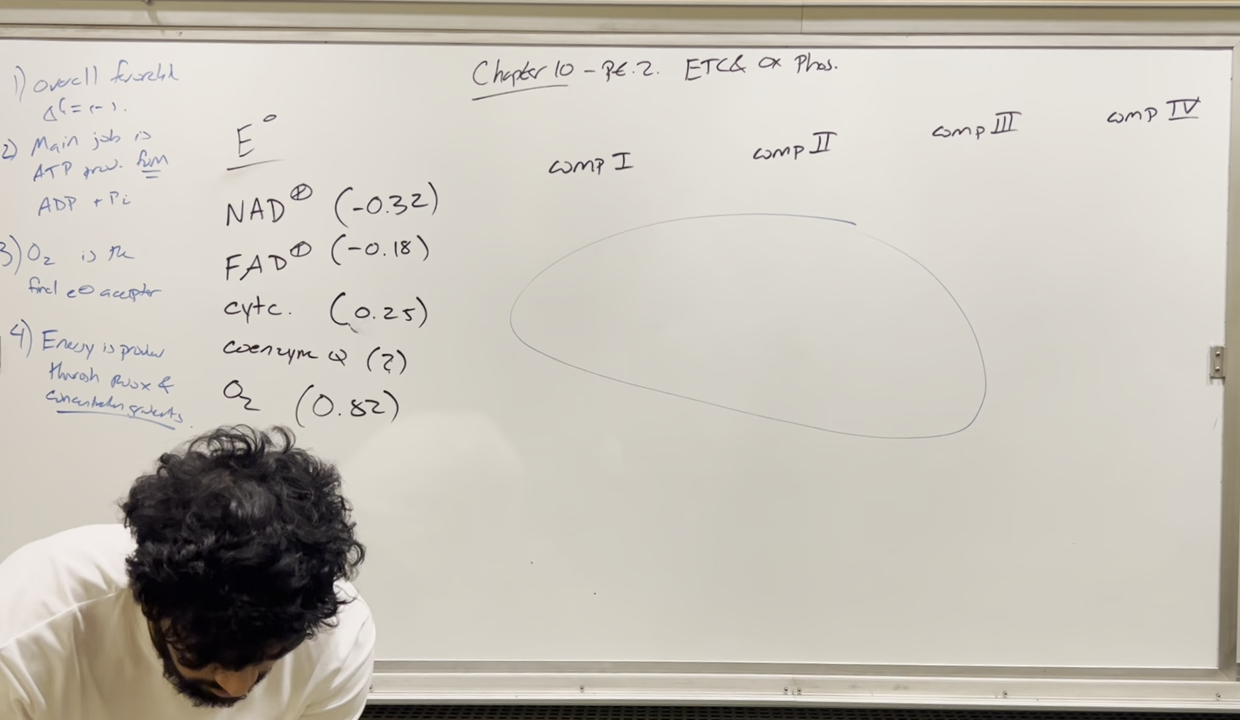 Chapter 10 - Pt. 2. ETC & Ox Phos.
1) Overall
ΔG = (-).
2) Main job is
ATP prod. from
ADP + Pi
3) O2 is the
final e⊖ acceptor
4) Energy is
through redox &
concentration gradients.
E°
NAD⊕ (-0.32)
FAD⊕ (-0.18)
cytc. (0.25)
coenzyme Q (?)
O2 (0.82)
comp I
comp II
comp III
comp IV